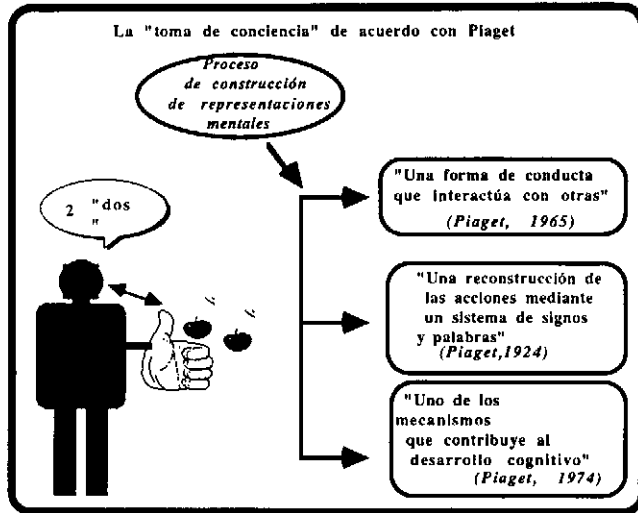 La "toma de conciencia" de acuerdo con Piaget
Proceso
de construcción
de representaciones
mentales
"Una forma de conducta
que interactúa con otras"
(Piaget, 1965)
2 "dos
"
"Una reconstrucción de
las acciones mediante
un sistema de signos
y palabras"
(Piaget,1924)
"Uno de los
mecanismos
que contribuye al
desarrollo cognitivo"
(Piaget, 1974)